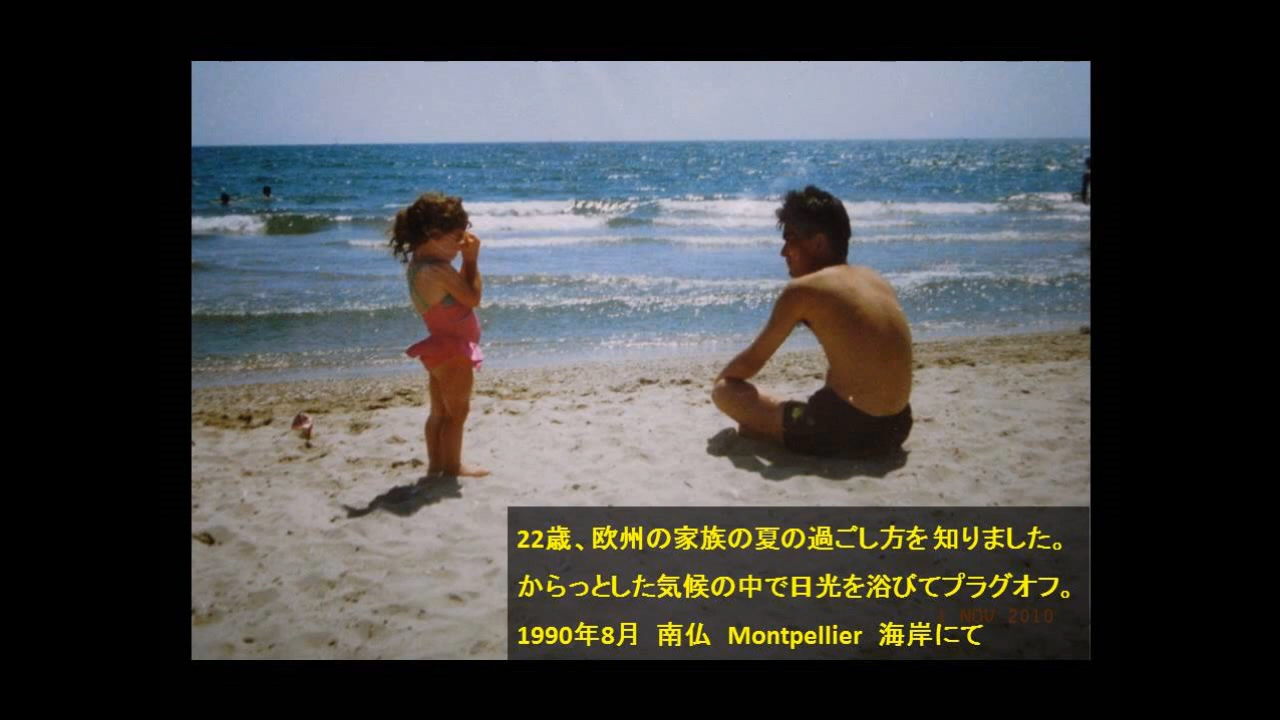 22歳、欧州の家族の夏の過ごし方を 知りました。
からっとした気候の中で日光を浴びてプラグオフ。
1 NOV 2010
1990年8月　南仏　Montpellier　海岸にて